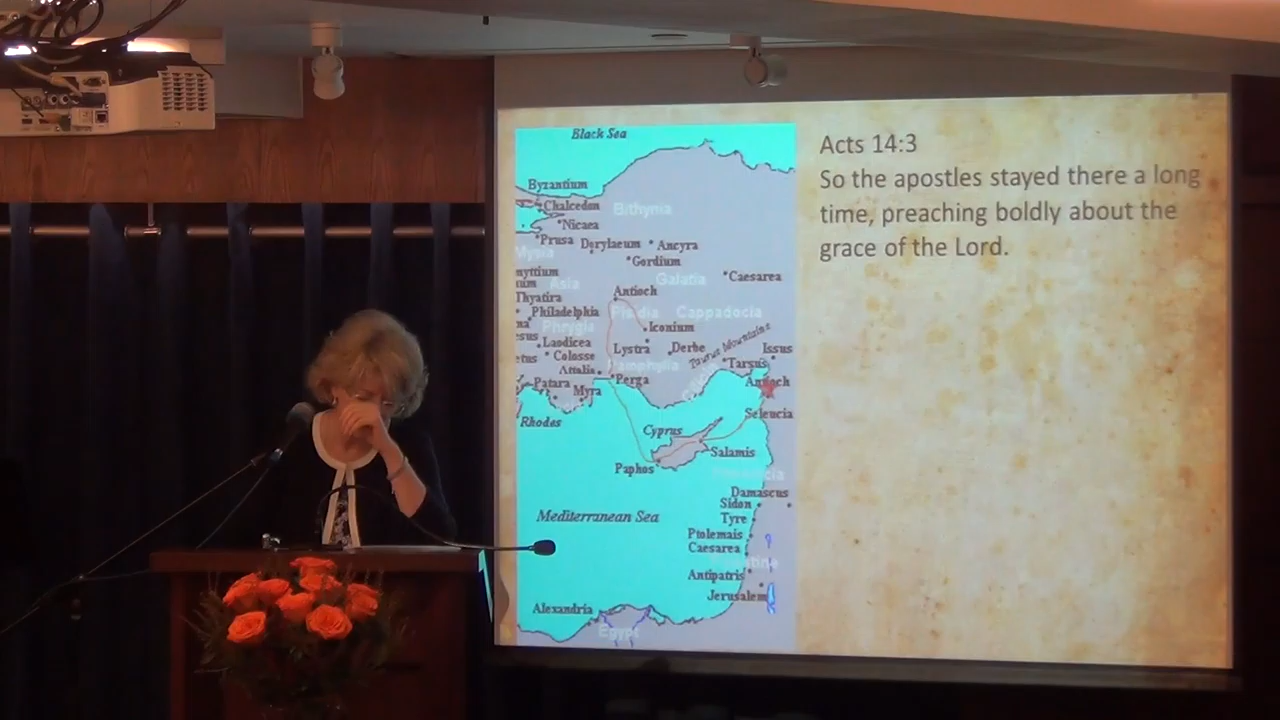 Black Sea
Byzantium
Chalcedon
Bithynia
Nicaea
Prusa Dorylaeum Ancyra
Mysia
Gordium
Galatia
Caesarea
Asia
Antioch
Thyatira
Philadelphia
Pisidia Cappadocia
Phrygia
Iconium
Laodicea
Lystra Derbe Taurus Mountains Issus
Colosse
Tarsus
Attalia Pamphylia
Perga
Patara
Myra
Antioch
Rhodes
Seleucia
Cyprus
Salamis
Paphos
Damascus
Sidon
Mediterranean Sea
Tyre
Ptolemais
Caesarea
Antipatris
Jerusalem
Alexandria
Egypt
Acts 14:3
So the apostles stayed there a long
time, preaching boldly about the
grace of the Lord.